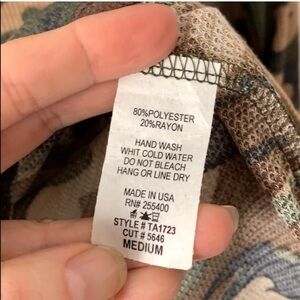 80%POLYESTER
20%RAYON
HAND WASH
WHIT COLD WATER
DO NOT BLEACH
HANG OR LINE DRY
MADE IN USA
RN# 255400
STYLE # TA1723
CUT # 5646
MEDIUM